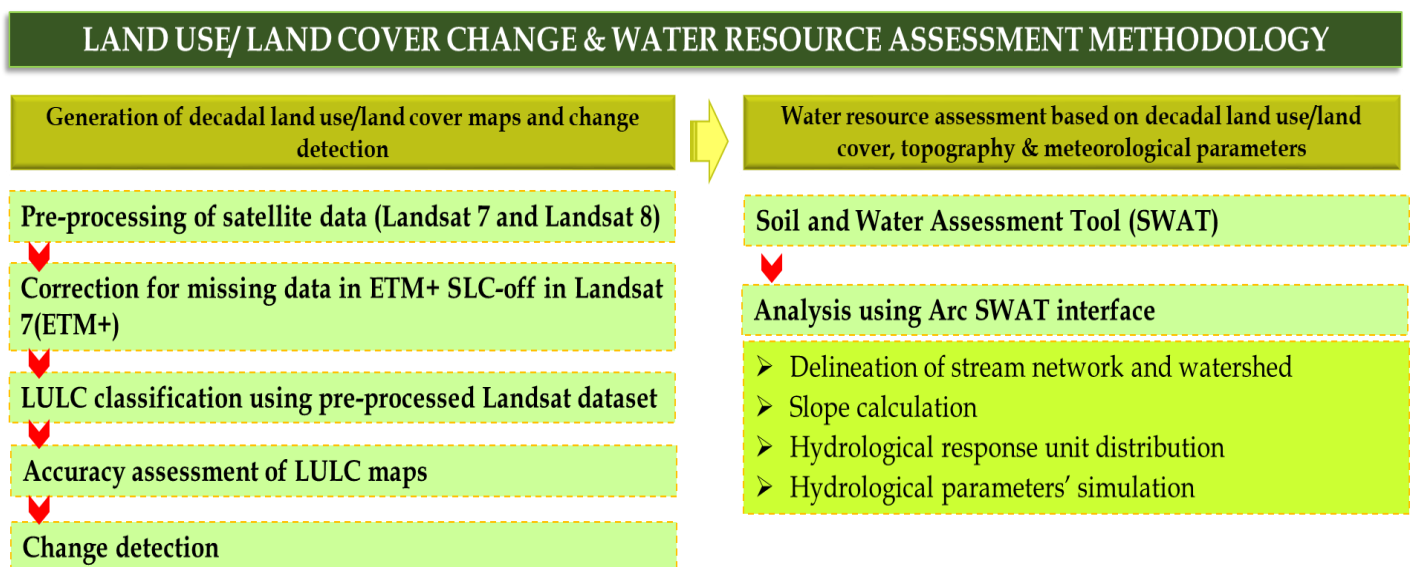 LAND USE/ LAND COVER CHANGE & WATER RESOURCE ASSESSMENT METHODOLOGY
Generation of decadal land use/land cover maps and change
detection
Pre-processing of satellite data (Landsat 7 and Landsat 8)
Correction for missing data in ETM+ SLC-off in Landsat
7(ETM+)
LULC classification using pre-processed Landsat dataset
Accuracy assessment of LULC maps
Change detection
Water resource assessment based on decadal land use/land
cover, topography & meteorological parameters
Soil and Water Assessment Tool (SWAT)
Analysis using Arc SWAT interface
➢ Delineation of stream network and watershed
➢ Slope calculation
➢ Hydrological response unit distribution
➢ Hydrological parameters’ simulation